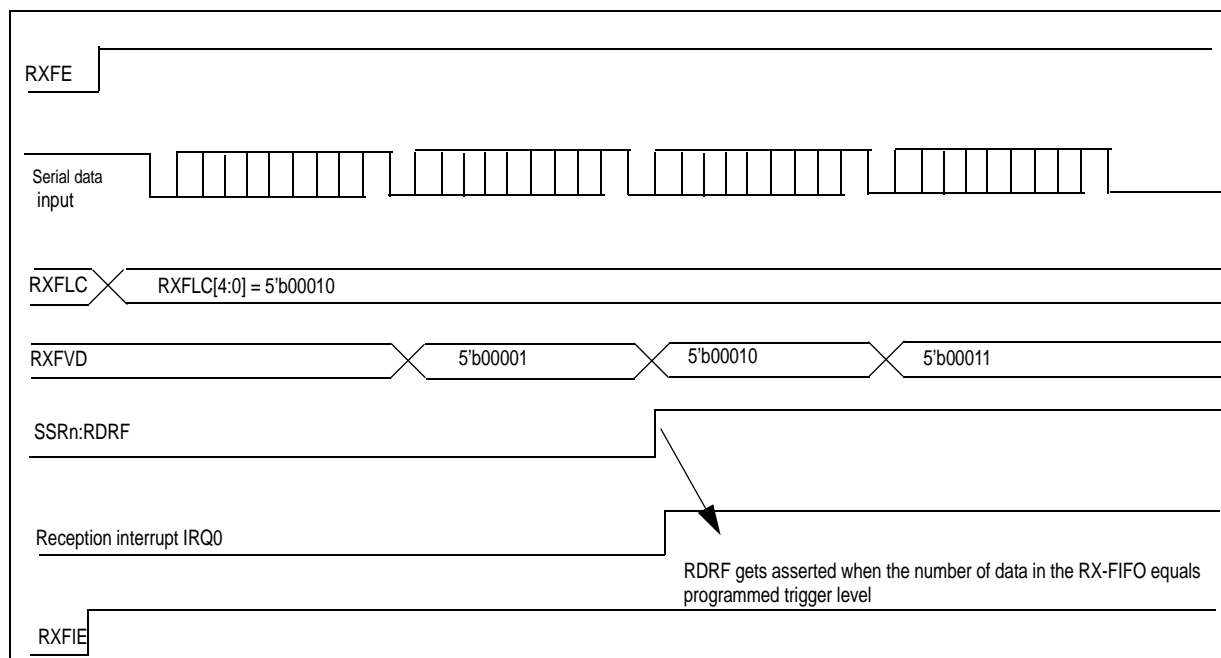 RXFE
Serial data
input
RXFLC
RXFLC[4:0] = 5'b00010
RXFVD
5'b00001
5'b00010
5'b00011
SSRn:RDRF
Reception interrupt IRQ0
RDRF gets asserted when the number of data in the RX-FIFO equals
programmed trigger level
RXFIE